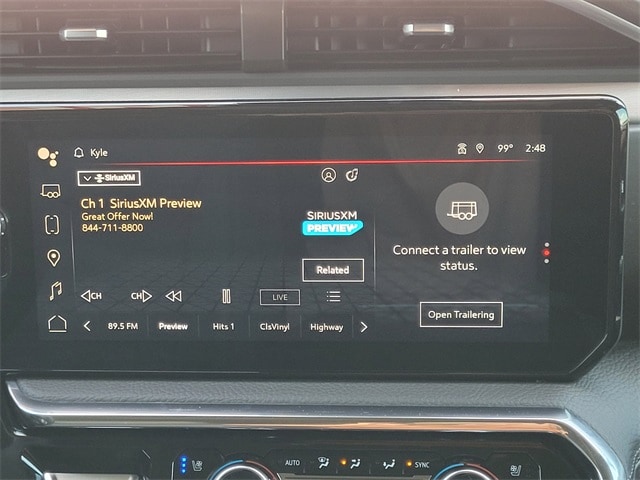 Kyle
99° 2:48
SiriusXM
Ch 1 SiriusXM Preview
Great Offer Now!
844-711-8800
SIRIUSXM
PREVIEW
Related
Connect a trailer to view
status.
Open Trailering
CH CH LIVE
89.5 FM Preview Hits 1 ClsVinyl Highway
AUTO SYNC